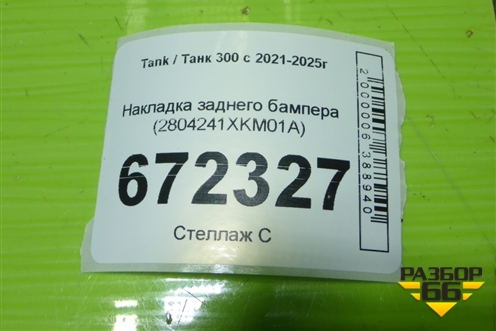 Tank / Танк 300 с 2021-2025г
Накладка заднего бампера
(2804241XKM01A)
672327
Стеллаж С
2000006388940
РАЗБОР
66